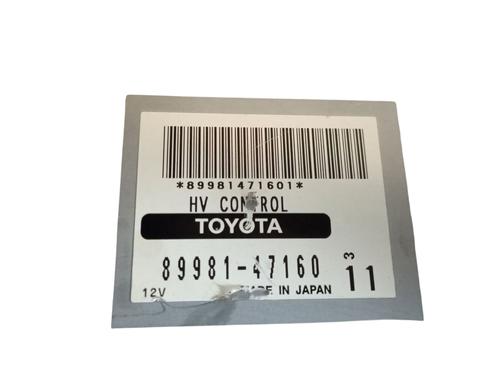 *89981471601*
HV CONTROL
TOYOTA
89981-47160
3
11
12V
MADE IN JAPAN